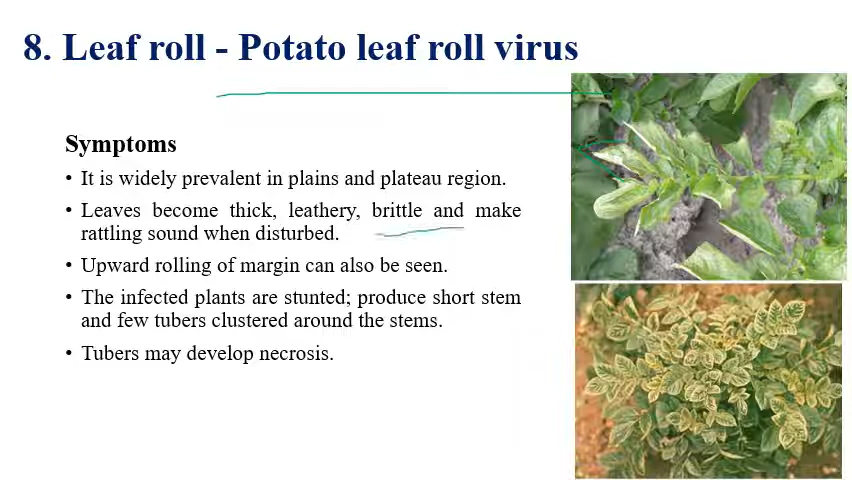 8. Leaf roll - Potato leaf roll virus
Symptoms
• It is widely prevalent in plains and plateau region.
• Leaves become thick, leathery, brittle and make
rattling sound when disturbed.
• Upward rolling of margin can also be seen.
• The infected plants are stunted; produce short stem
and few tubers clustered around the stems.
• Tubers may develop necrosis.